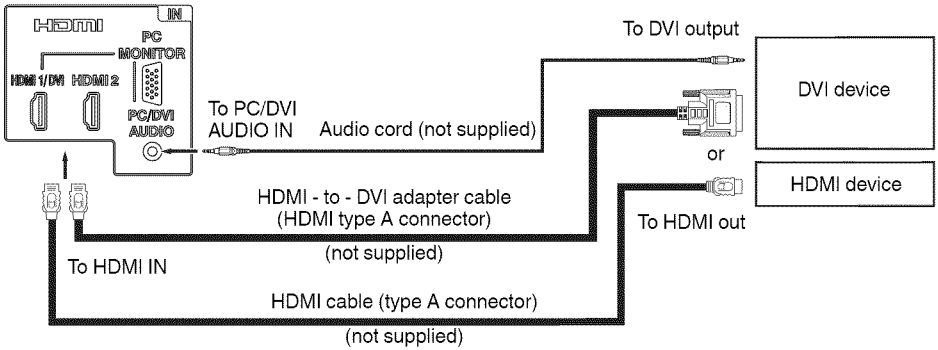 IN
HDMI
PC
MONITOR
HDMI 1/DVI HDMI 2
PC/DVI
AUDIO
To PC/DVI
AUDIO IN
Audio cord (not supplied)
To DVI output
DVI device
or
HDMI device
To HDMI out
HDMI - to - DVI adapter cable
(HDMI type A connector)
(not supplied)
To HDMI IN
HDMI cable (type A connector)
(not supplied)